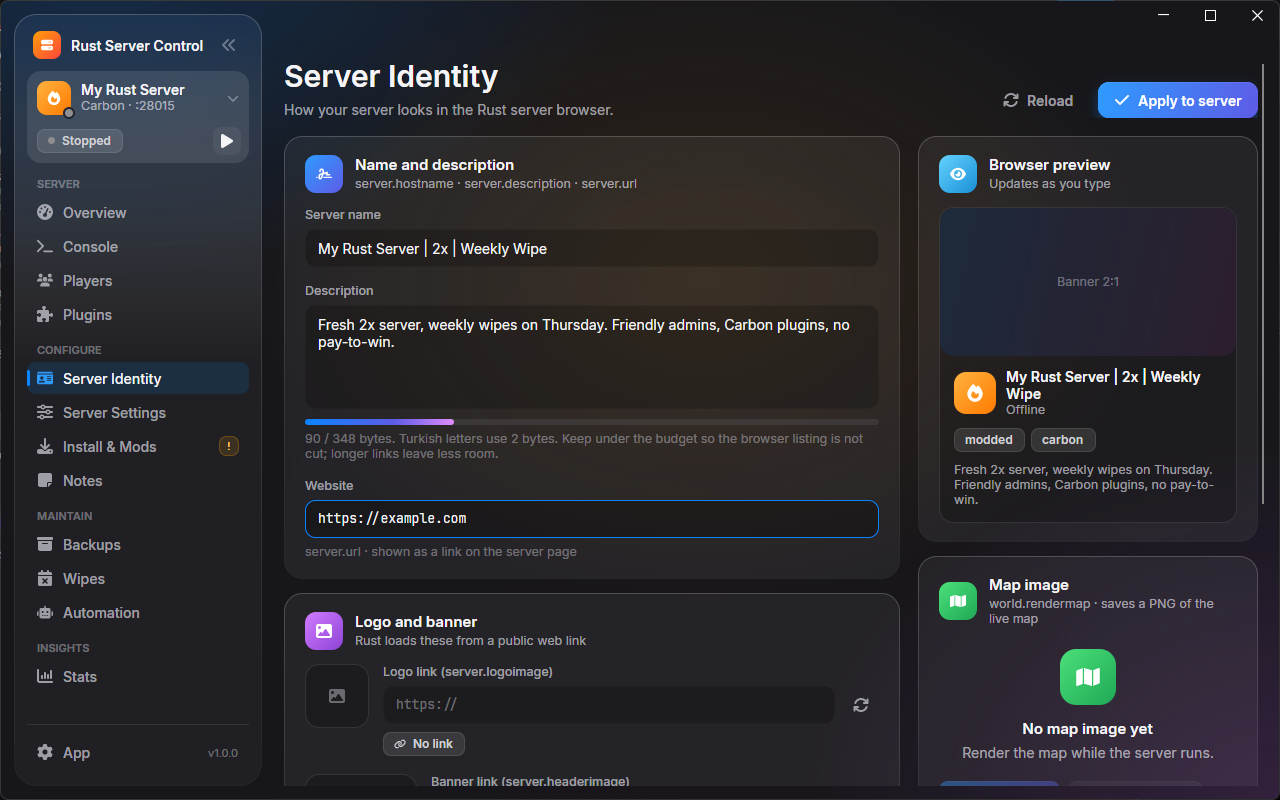 Rust Server Control
My Rust Server
Carbon · :28015
Stopped
SERVER
Overview
Console
Players
Plugins
CONFIGURE
Server Identity
Server Settings
Install & Mods
!
Notes
MAINTAIN
Backups
Wipes
Automation
INSIGHTS
Stats
App
v1.0.0
Server Identity
How your server looks in the Rust server browser.
Reload
Apply to server
Name and description
server.hostname · server.description · server.url
Server name
My Rust Server | 2x | Weekly Wipe
Description
Fresh 2x server, weekly wipes on Thursday. Friendly admins, Carbon plugins, no
pay-to-win.
90 / 348 bytes. Turkish letters use 2 bytes. Keep under the budget so the browser listing is not
cut; longer links leave less room.
Website
https://example.com
server.url · shown as a link on the server page
Logo and banner
Rust loads these from a public web link
Logo link (server.logoimage)
https://
No link
Banner link (server.headerimage)
Browser preview
Updates as you type
Banner 2:1
My Rust Server | 2x | Weekly
Wipe
Offline
modded
carbon
Fresh 2x server, weekly wipes on Thursday.
Friendly admins, Carbon plugins, no pay-to-
win.
Map image
world.rendermap · saves a PNG of the
live map
No map image yet
Render the map while the server runs.